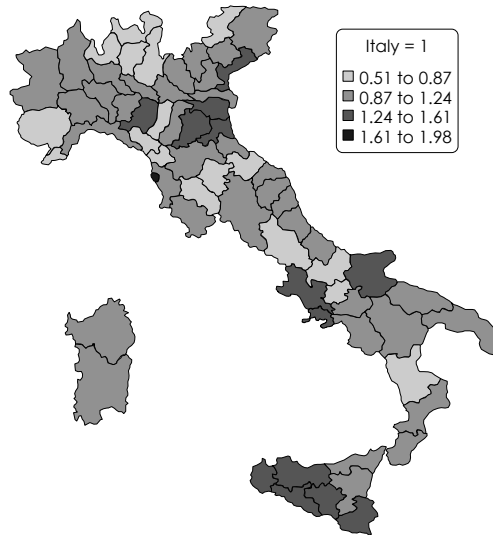 Italy = 1
0.51 to 0.87
0.87 to 1.24
1.24 to 1.61
1.61 to 1.98